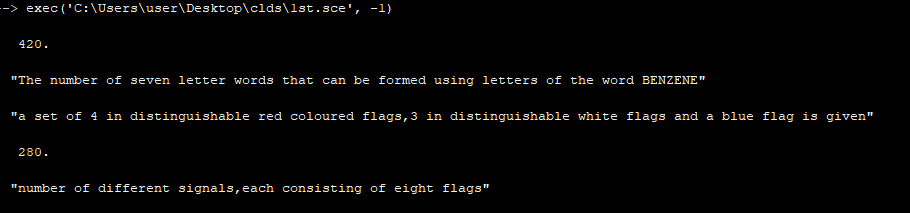 --> exec('C:\Users\user\Desktop\clds\1st.sce', -1)
420.
"The number of seven letter words that can be formed using letters of the word BENZENE"
"a set of 4 in distinguishable red coloured flags,3 in distinguishable white flags and a blue flag is given"
280.
"number of different signals,each consisting of eight flags"